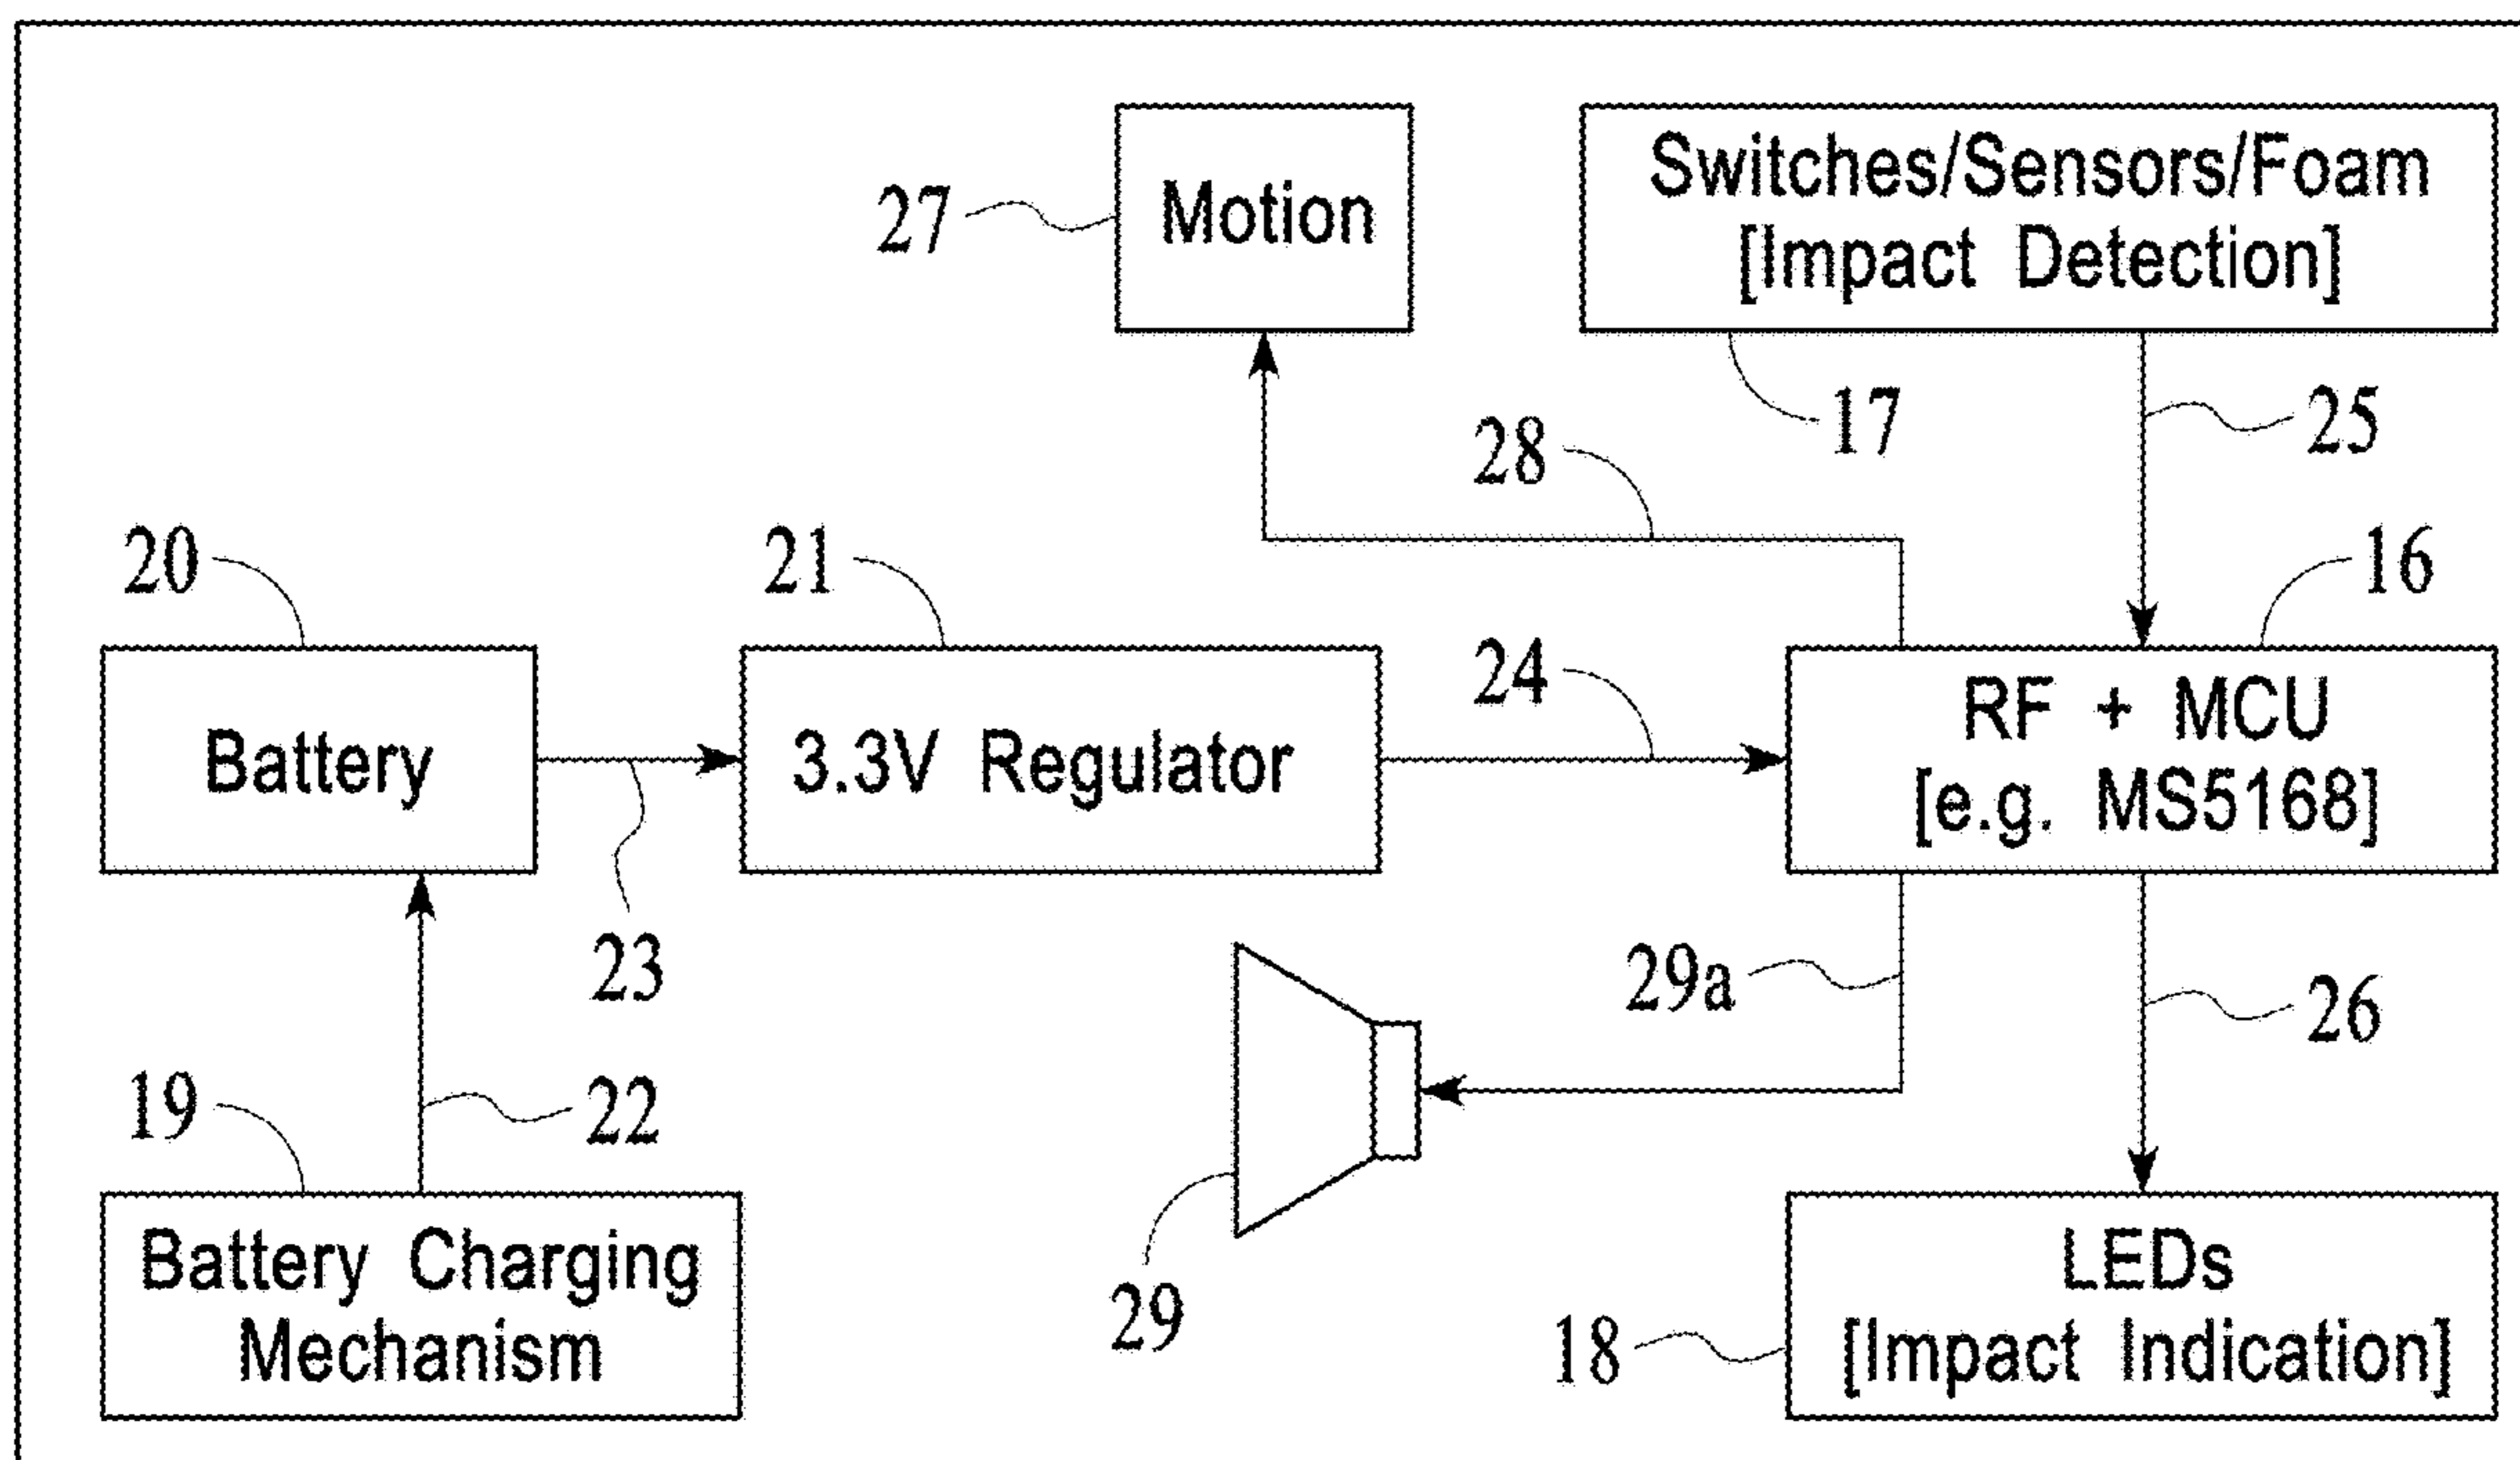 27
Motion
Switches/Sensors/Foam
[Impact Detection]
17
25
28
20
21
16
24
Battery
3.3V Regulator
RF + MCU
[e.g. MS5168]
23
29a
26
19
22
Battery Charging
Mechanism
29
18
LEDs
[Impact Indication]